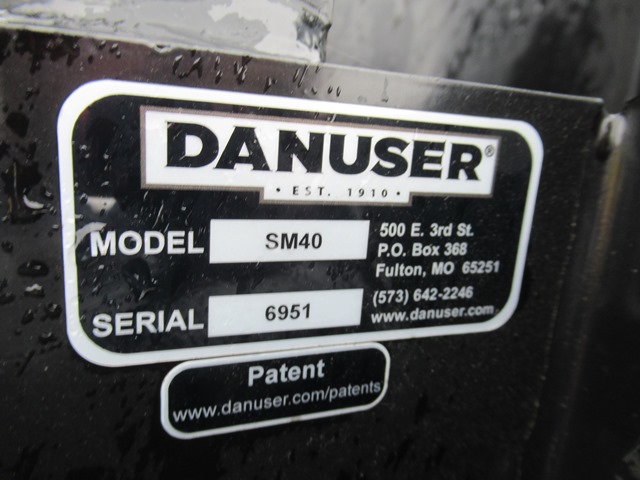 DANUSER®
· EST. 1910 ·
MODEL SM40
SERIAL 6951
500 E. 3rd St.
P.O. Box 368
Fulton, MO 65251
(573) 642-2246
www.danuser.com
Patent
www.danuser.com/patents